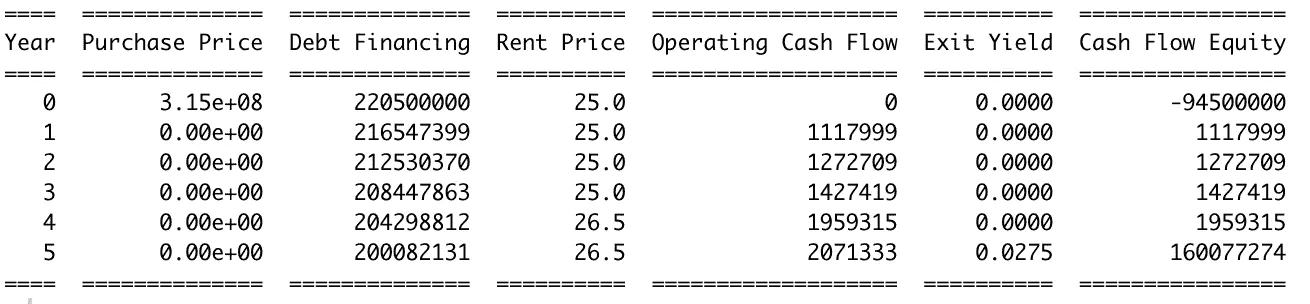 ====  ==============  ==============  ==========  ===================  ==========  ================
Year  Purchase Price  Debt Financing  Rent Price  Operating Cash Flow  Exit Yield  Cash Flow Equity
====  ==============  ==============  ==========  ===================  ==========  ================
   0        3.15e+08       220500000        25.0                    0      0.0000         -94500000
   1        0.00e+00       216547399        25.0              1117999      0.0000           1117999
   2        0.00e+00       212530370        25.0              1272709      0.0000           1272709
   3        0.00e+00       208447863        25.0              1427419      0.0000           1427419
   4        0.00e+00       204298812        26.5              1959315      0.0000           1959315
   5        0.00e+00       200082131        26.5              2071333      0.0275         160077274
====  ==============  ==============  ==========  ===================  ==========  ================